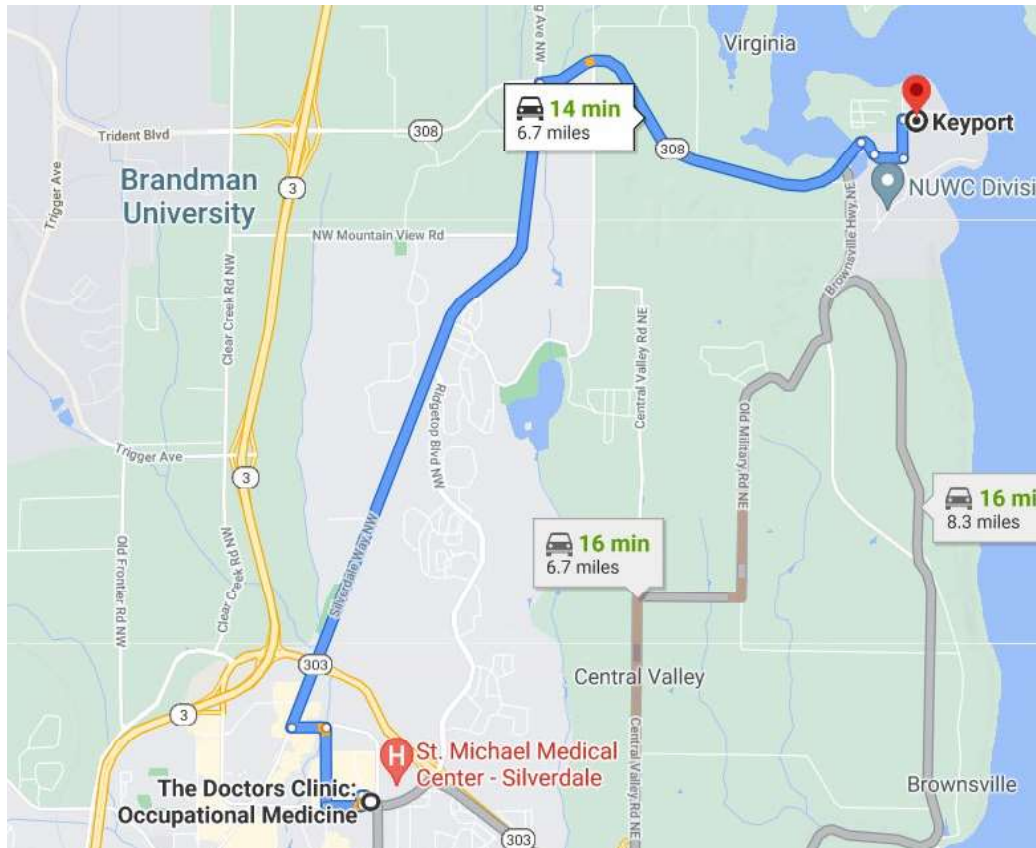 Virginia
g Ave NW
14 min
6.7 miles
308
Trident Blvd
308
Keyport
3
Brandman
University
NUWC Divisi
Trigger Ave
NW Mountain View Rd
Clear Creek Rd NW
Brownsville Hwy NE
Central Valley Rd NE
Ridgetop Blvd NW
Old Military Rd NE
Trigger Ave
3
16 mi
8.3 miles
16 min
6.7 miles
Silverdale Way NW
Old Frontier Rd NW
Clear Creek Rd NW
303
Central Valley
3
H
St. Michael Medical
Center - Silverdale
Central Valley Rd NE
The Doctors Clinic:
Occupational Medicine
Brownsville
303